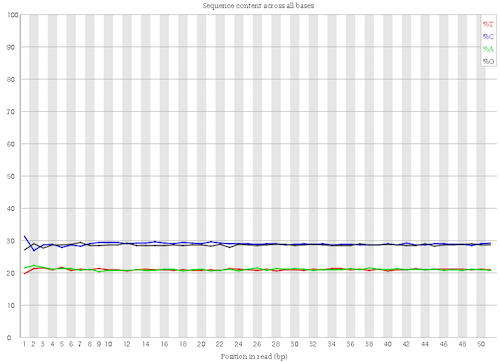 Sequence content across all bases
100
%T
%C
%A
%G
90
80
70
60
50
40
30
20
10
0
1 2 3 4 5 6 7 8 9 10 12 14 16 18 20 22 24 26 28 30 32 34 36 38 40 42 44 46 48 50
Position in read (bp)